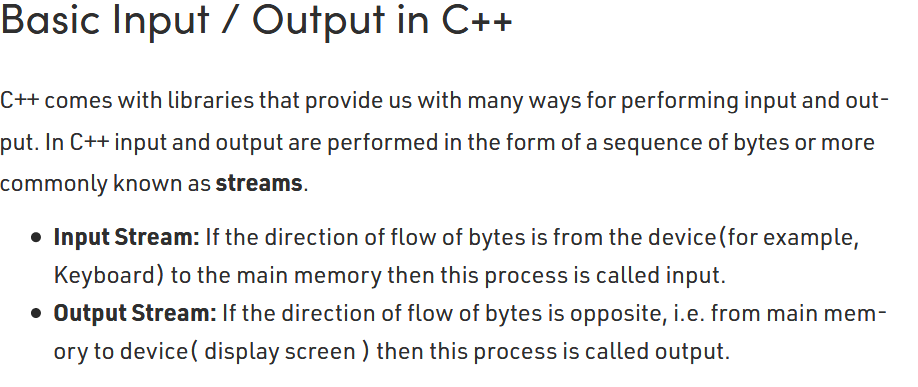 Basic Input / Output in C++
C++ comes with libraries that provide us with many ways for performing input and out-
put. In C++ input and output are performed in the form of a sequence of bytes or more
commonly known as streams.
• Input Stream: If the direction of flow of bytes is from the device(for example,
Keyboard) to the main memory then this process is called input.
• Output Stream: If the direction of flow of bytes is opposite, i.e. from main mem-
ory to device( display screen ) then this process is called output.